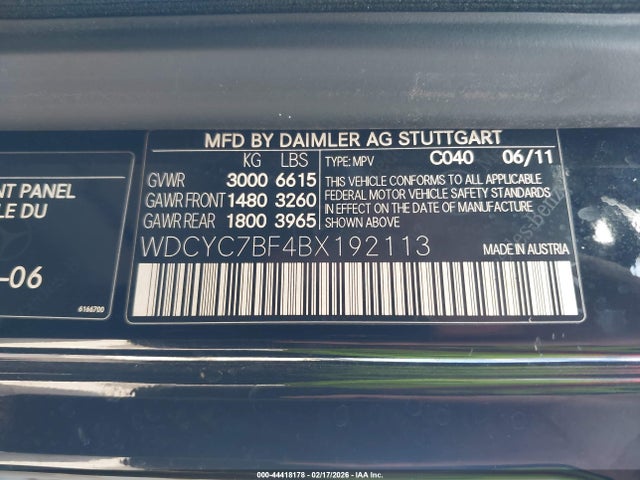 MFD BY DAIMLER AG STUTTGART
KG LBS
GVWR 3000 6615
GAWR FRONT 1480 3260
GAWR REAR 1800 3965
TYPE: MPV C040 06/11
THIS VEHICLE CONFORMS TO ALL APPLICABLE
FEDERAL MOTOR VEHICLE SAFETY STANDARDS
IN EFFECT ON THE DATE OF MANUFACTURE
SHOWN ABOVE
WDCYC7BF4BX192113
MADE IN AUSTRIA
NT PANEL
LE DU
-06
6166700
000-44418178 - 02/17/2026 - IAAI, Inc.